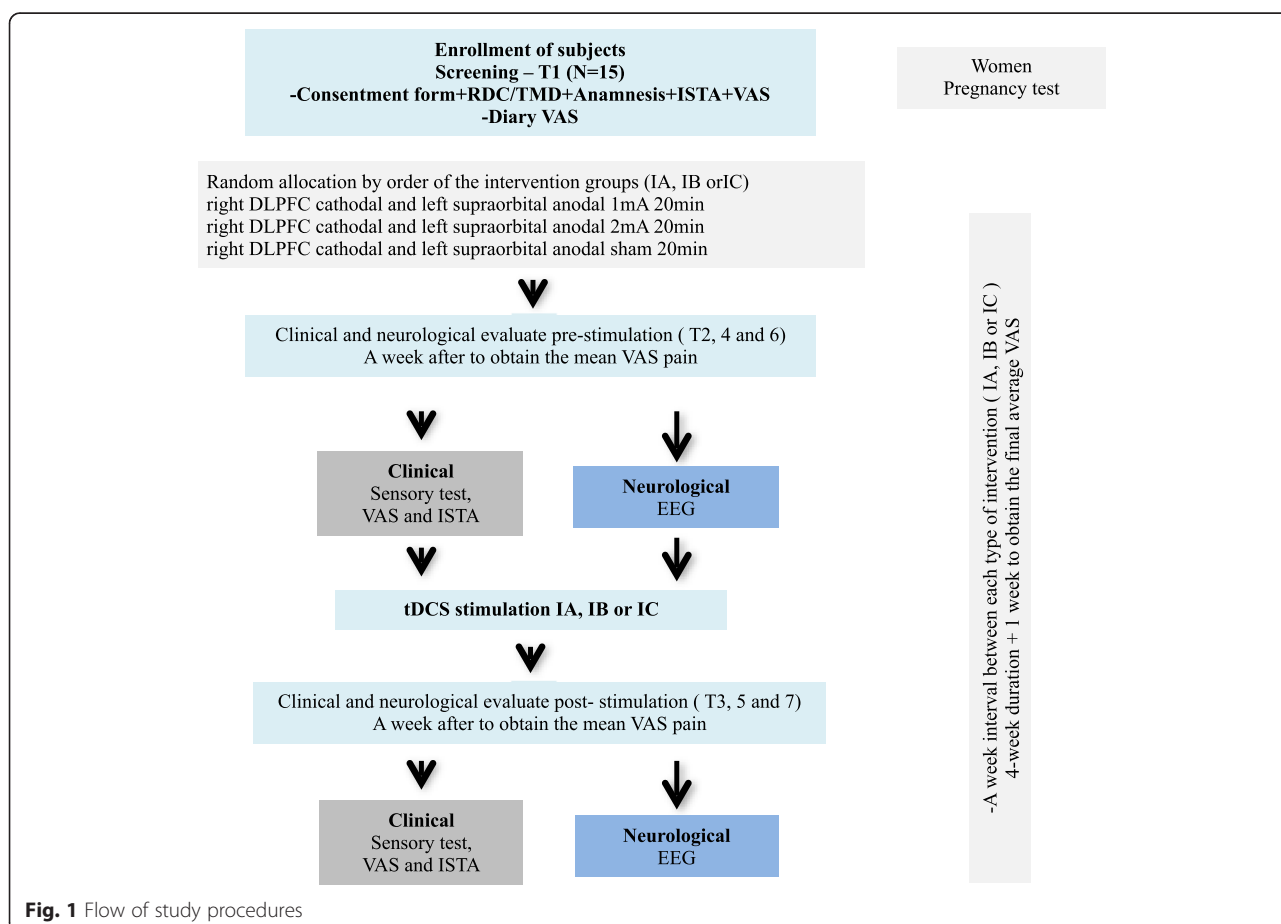 Enrollment of subjects
Screening – T1 (N=15)
-Consentment form+RDC/TMD+Anamnesis+ISTA+VAS
-Diary VAS
Women
Pregnancy test
Random allocation by order of the intervention groups (IA, IB orIC)
right DLPFC cathodal and left supraorbital anodal 1mA 20min
right DLPFC cathodal and left supraorbital anodal 2mA 20min
right DLPFC cathodal and left supraorbital anodal sham 20min
Clinical and neurological evaluate pre-stimulation ( T2, 4 and 6)
A week after to obtain the mean VAS pain
Clinical
Sensory test,
VAS and ISTA
Neurological
EEG
tDCS stimulation IA, IB or IC
Clinical and neurological evaluate post- stimulation ( T3, 5 and 7)
A week after to obtain the mean VAS pain
Clinical
Sensory test,
VAS and ISTA
Neurological
EEG
-A week interval between each type of intervention ( IA, IB or IC )
4-week duration + 1 week to obtain the final average VAS
Fig. 1 Flow of study procedures